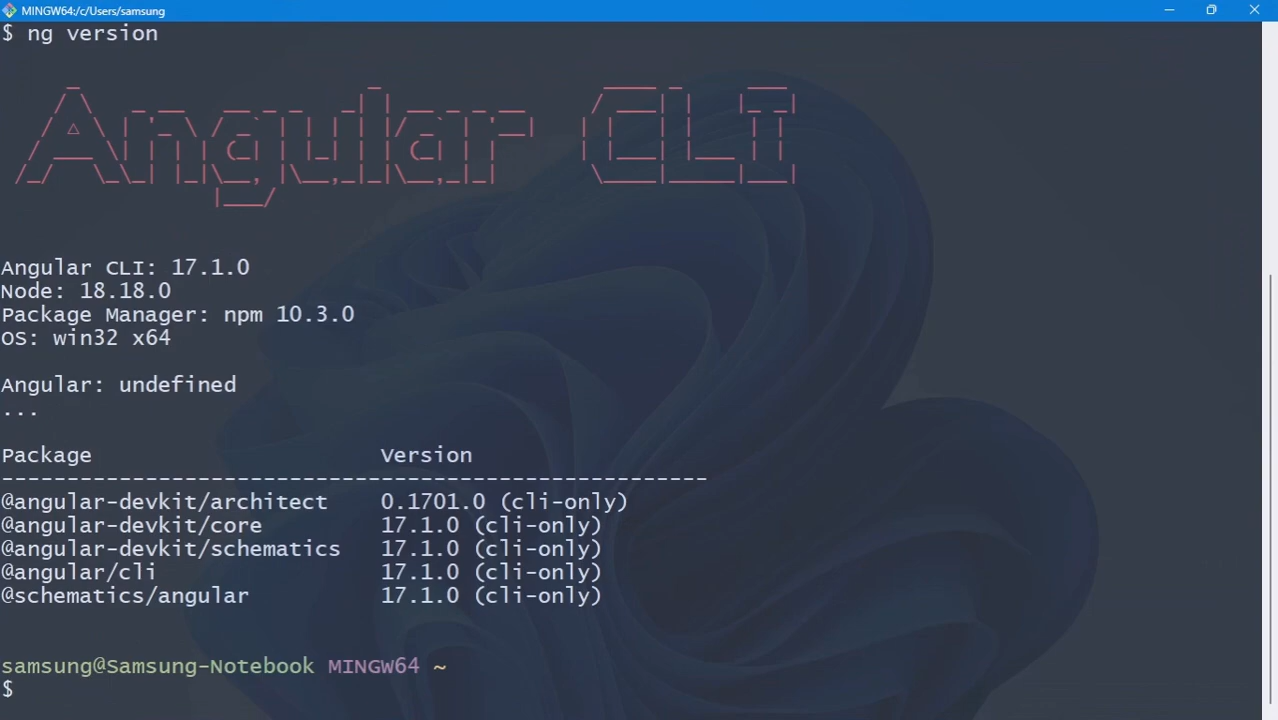 MINGW64:/c/Users/samsung
$ ng version
Angular CLI
Angular CLI: 17.1.0
Node: 18.18.0
Package Manager: npm 10.3.0
OS: win32 x64
Angular: undefined
...
Package Version
------------------------------------------------------
@angular-devkit/architect 0.1701.0 (cli-only)
@angular-devkit/core 17.1.0 (cli-only)
@angular-devkit/schematics 17.1.0 (cli-only)
@angular/cli 17.1.0 (cli-only)
@schematics/angular 17.1.0 (cli-only)
samsung@Samsung-Notebook MINGW64 ~
$